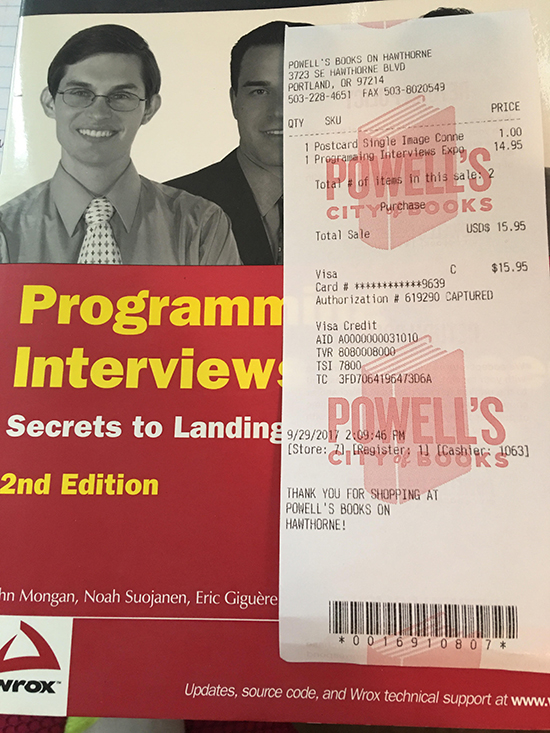 POWELL'S BOOKS ON HAWTHORNE
3723 SE HAWTHORNE BLVD
PORTLAND, OR 97214
503-228-4651 FAX 503-8020549
QTY SKU PRICE
1 Postcard Single Image Conne 1.00
1 Programing Interviews Expo 14.95
Total # of items in this sale: 2
Purchase
Total Sale USD$ 15.95
POWELL'S
CITY of BOOKS
Visa C $15.95
Card # ************9639
Authorization # 619290 CAPTURED
Visa Credit
AID A0000000031010
TVR 8080008000
TSI 7800
TC 3FD7064196473D6A
POWELL'S
CITY of BOOKS
9/29/2017 2:09:46 PM
[Store: 7] [Register: 1] [Cashier: 1063]
THANK YOU FOR SHOPPING AT
POWELL'S BOOKS ON
HAWTHORNE!
*0016910807*
Programm
Interviews
Secrets to Landing
2nd Edition
hn Mongan, Noah Suojanen, Eric Giguère
wrox™
Updates, source code, and Wrox technical support at www.